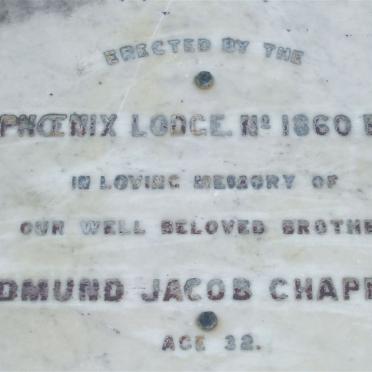 ERECTED BY THE
PHŒNIX LODGE. No. 1860
IN LOVING MEMORY OF
OUR WELL BELOVED BROTHE
DMUND JACOB CHAP
AGE 32.